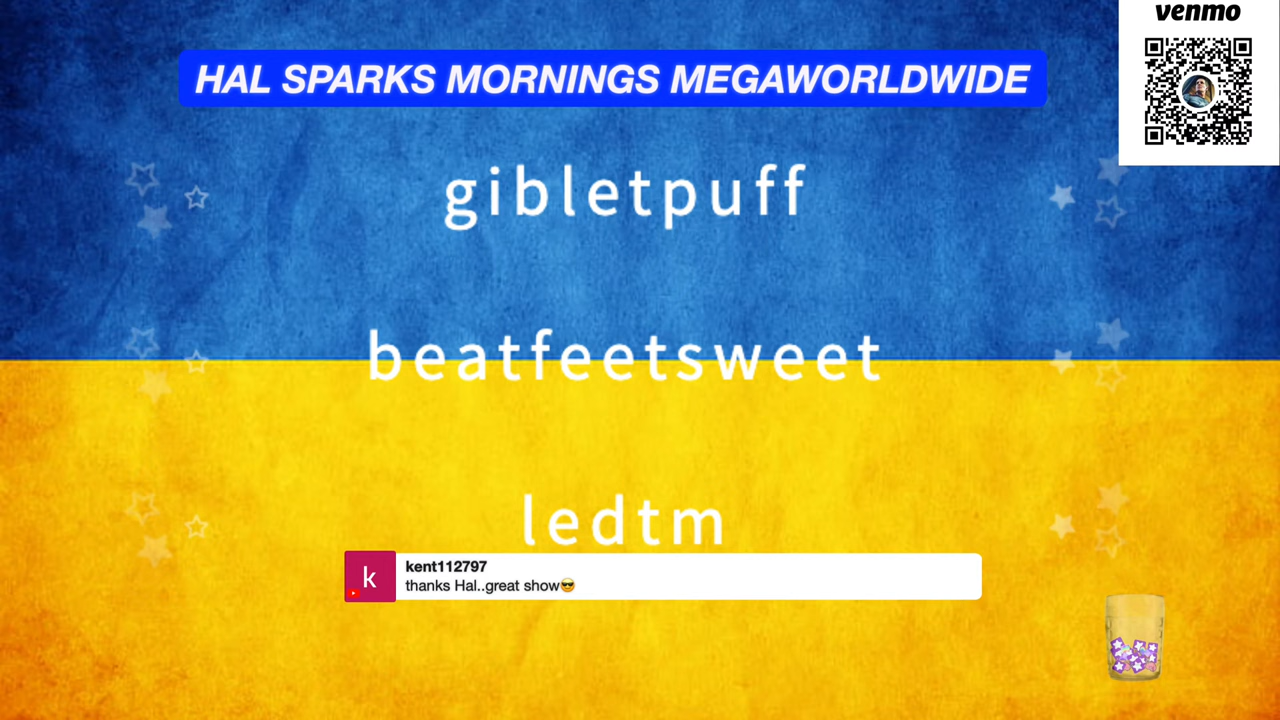 venmo
HAL SPARKS MORNINGS MEGAWORLDWIDE
gibletpuff
beatfeetsweet
ledtm
k
kent112797
thanks Hal..great show😎